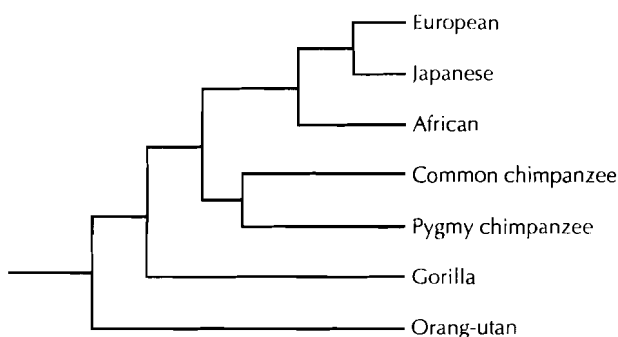 European
Japanese
African
Common chimpanzee
Pygmy chimpanzee
Gorilla
Orang-utan